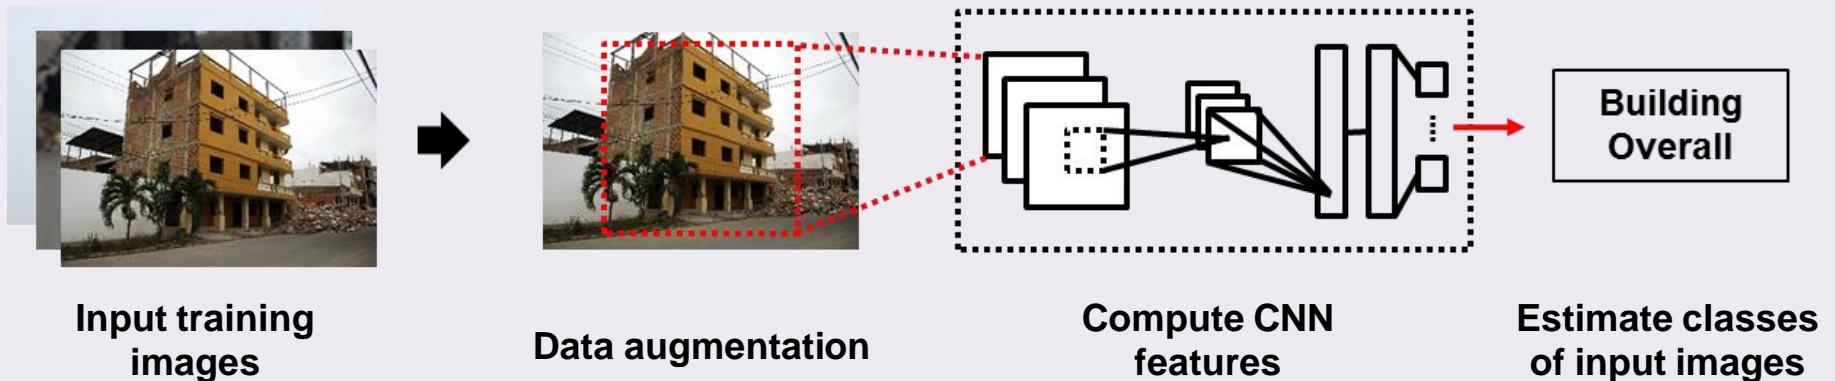 Building
Overall
Input training
images
Data augmentation
Compute CNN
features
Estimate classes
of input images